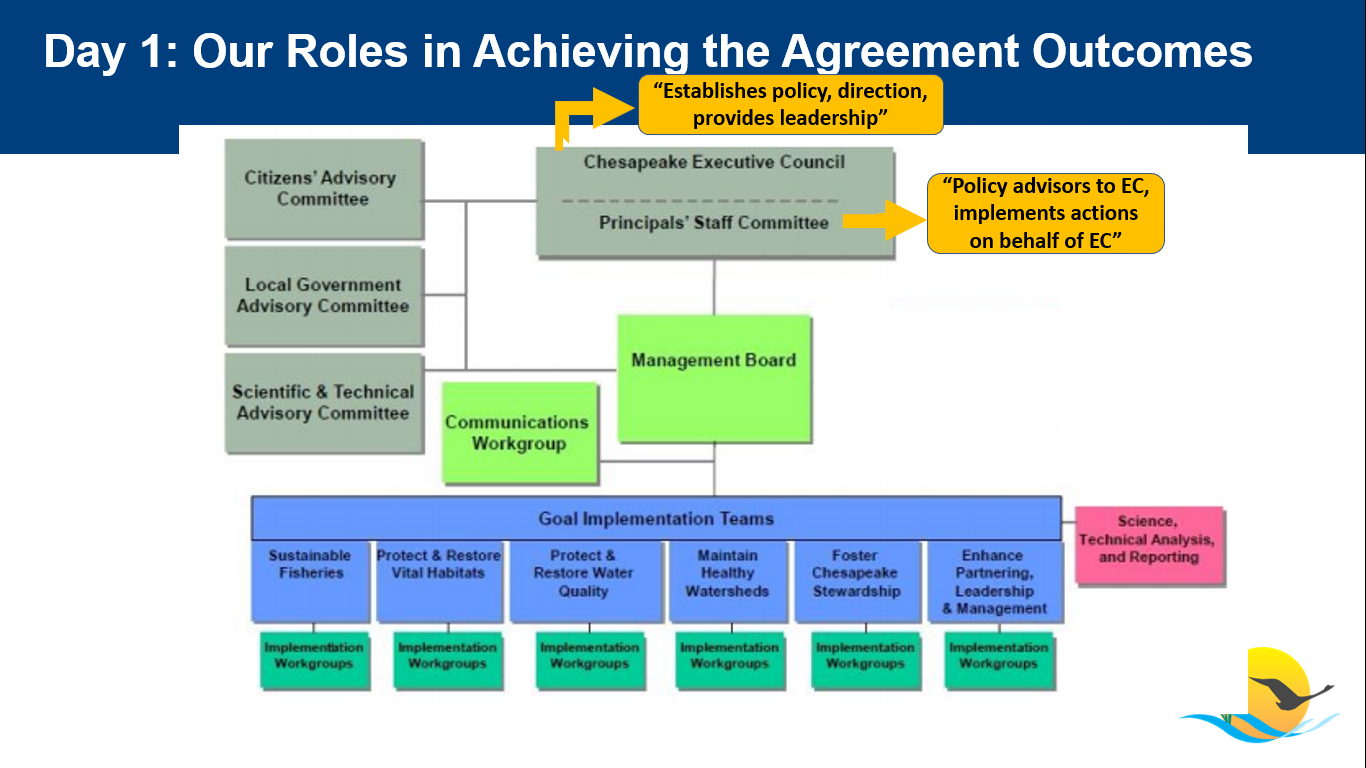 Day 1: Our Roles in Achieving the Agreement Outcomes
“Establishes policy, direction,
provides leadership”
Citizens’ Advisory
Committee
Chesapeake Executive Council
Principals’ Staff Committee
“Policy advisors to EC,
implements actions
on behalf of EC”
Local Government
Advisory Committee
Scientific & Technical
Advisory Committee
Management Board
Communications
Workgroup
Goal Implementation Teams
Science,
Technical Analysis,
and Reporting
Sustainable
Fisheries
Protect & Restore
Vital Habitats
Protect &
Restore Water
Quality
Maintain
Healthy
Watersheds
Foster
Chesapeake
Stewardship
Enhance
Partnering,
Leadership
& Management
Implementation
Workgroups
Implementation
Workgroups
Implementation
Workgroups
Implementation
Workgroups
Implementation
Workgroups
Implementation
Workgroups